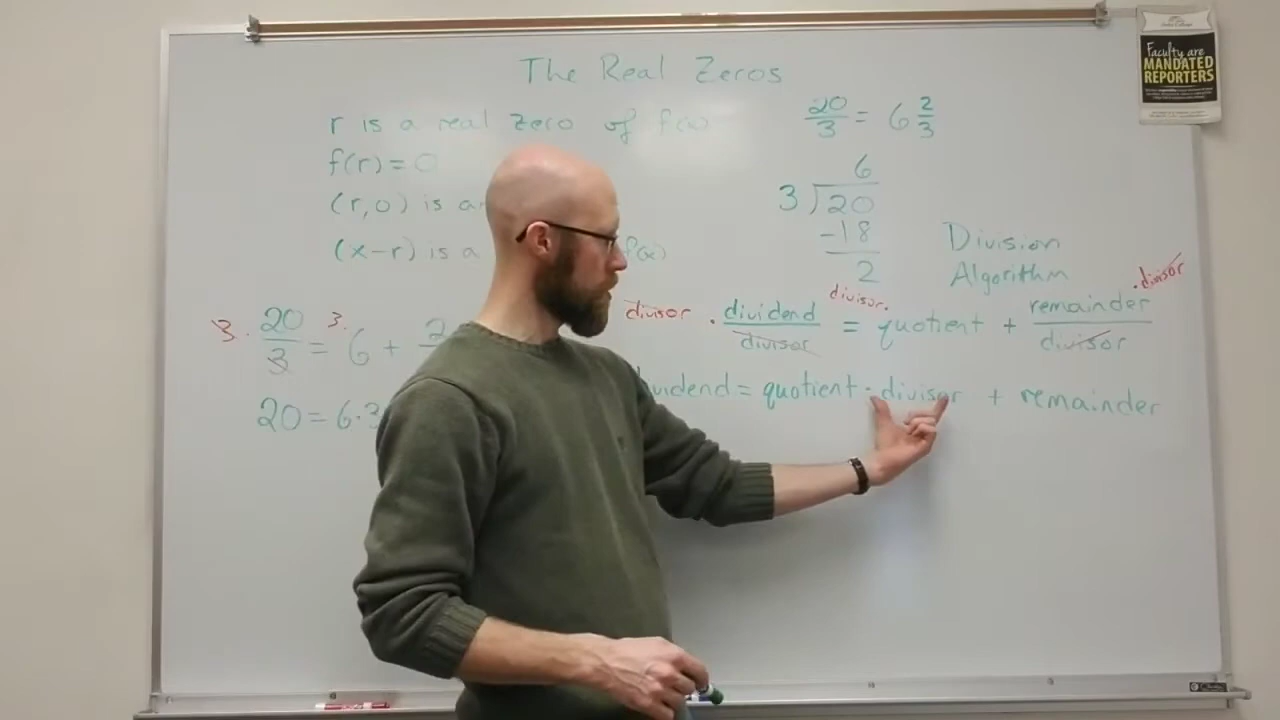 The Real Zeros
r is a real zero of f(x)
f(r) = 0
(r,0) is a
(x-r) is a f(x)
20/3 = 6 2/3
6
3 20
-18
2
Division
Algorithm
3 · 20/3 = 3 · 6 + 2
20 = 6·3
divisor · dividend/divisor = divisor · quotient + remainder/divisor · divisor
dividend = quotient · divisor + remainder
Faculty are
MANDATED
REPORTERS